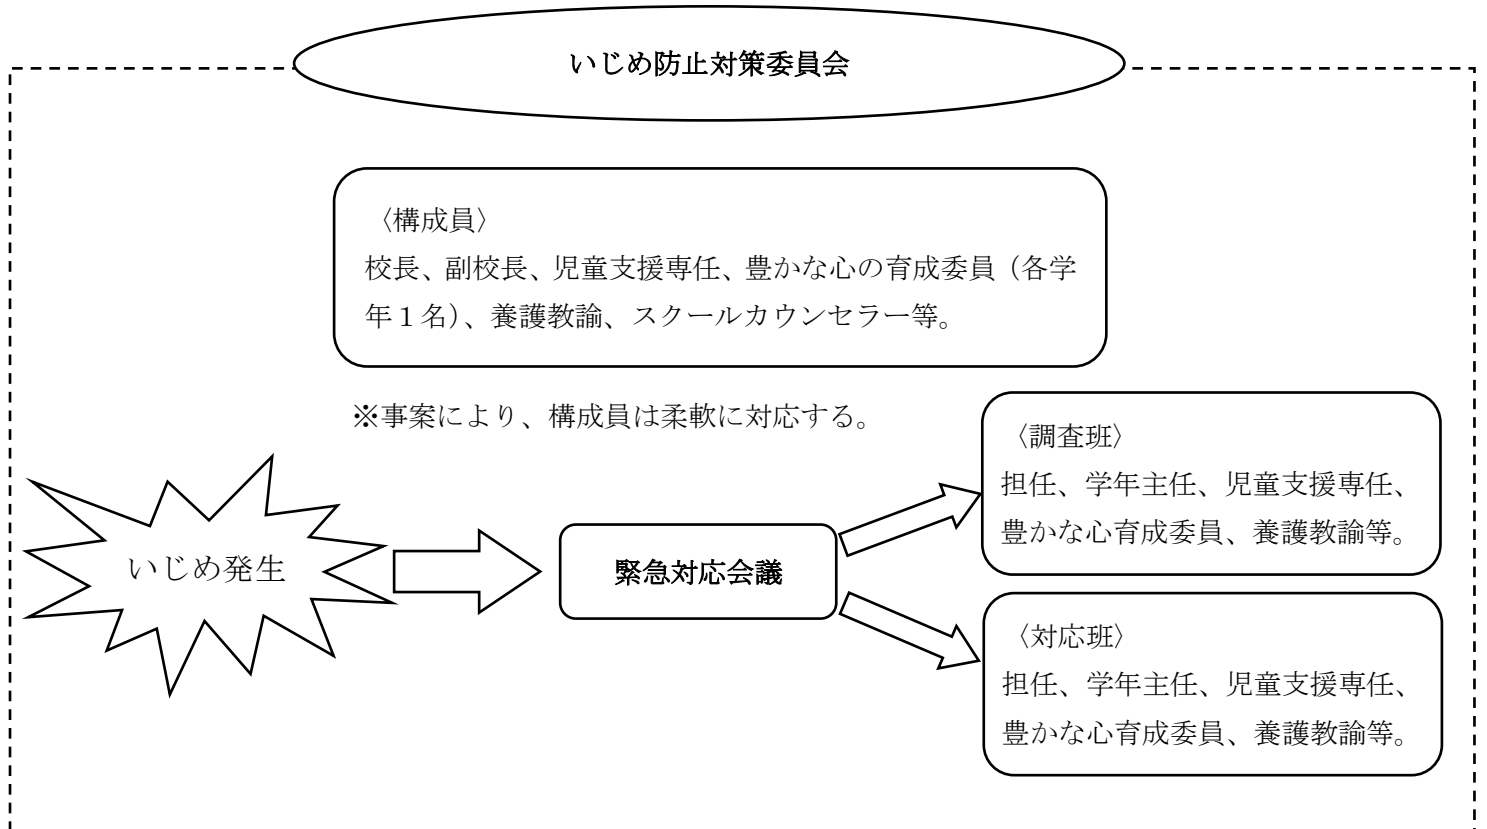 いじめ防止対策委員会
〈構成員〉
校長、副校長、児童支援専任、豊かな心の育成委員（各学
年１名）、養護教諭、スクールカウンセラー等。
※事案により、構成員は柔軟に対応する。
〈調査班〉
担任、学年主任、児童支援専任、
豊かな心育成委員、養護教諭等。
いじめ発生
緊急対応会議
〈対応班〉
担任、学年主任、児童支援専任、
豊かな心育成委員、養護教諭等。